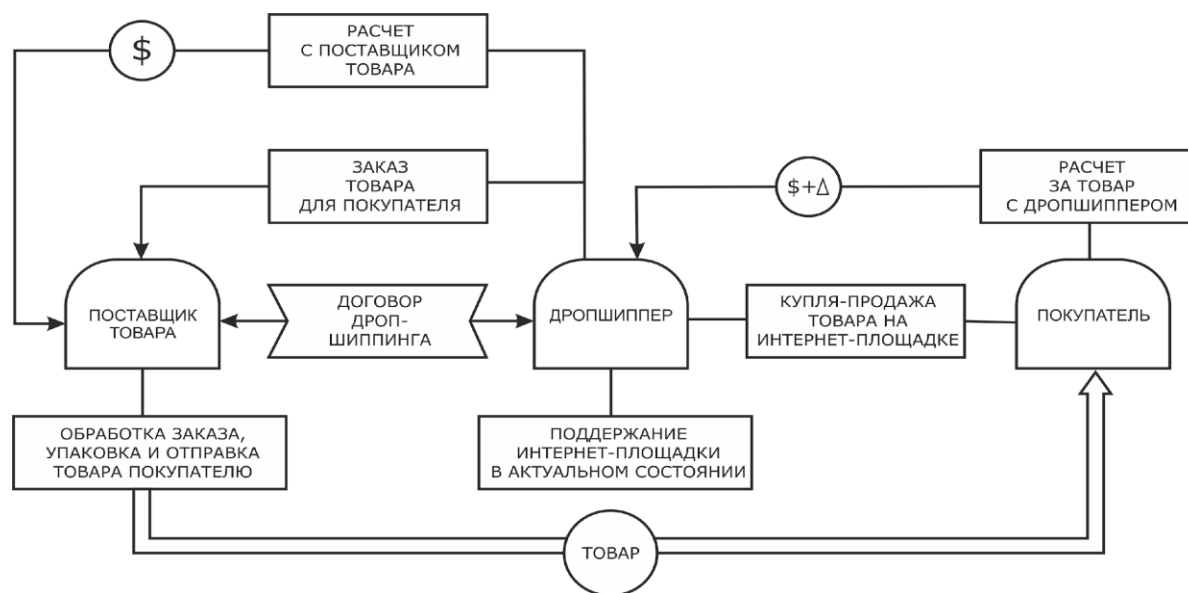 $
РАСЧЕТ
С ПОСТАВЩИКОМ
ТОВАРА
ЗАКАЗ
ТОВАРА
ДЛЯ ПОКУПАТЕЛЯ
$+Δ
РАСЧЕТ
ЗА ТОВАР
С ДРОПШИППЕРОМ
ПОСТАВЩИК
ТОВАРА
ДОГОВОР
ДРОП-
ШИППИНГА
ДРОПШИППЕР
КУПЛЯ-ПРОДАЖА
ТОВАРА НА
ИНТЕРНЕТ-ПЛОЩАДКЕ
ПОКУПАТЕЛЬ
ОБРАБОТКА ЗАКАЗА,
УПАКОВКА И ОТПРАВКА
ТОВАРА ПОКУПАТЕЛЮ
ПОДДЕРЖАНИЕ
ИНТЕРНЕТ-ПЛОЩАДКИ
В АКТУАЛЬНОМ СОСТОЯНИИ
ТОВАР